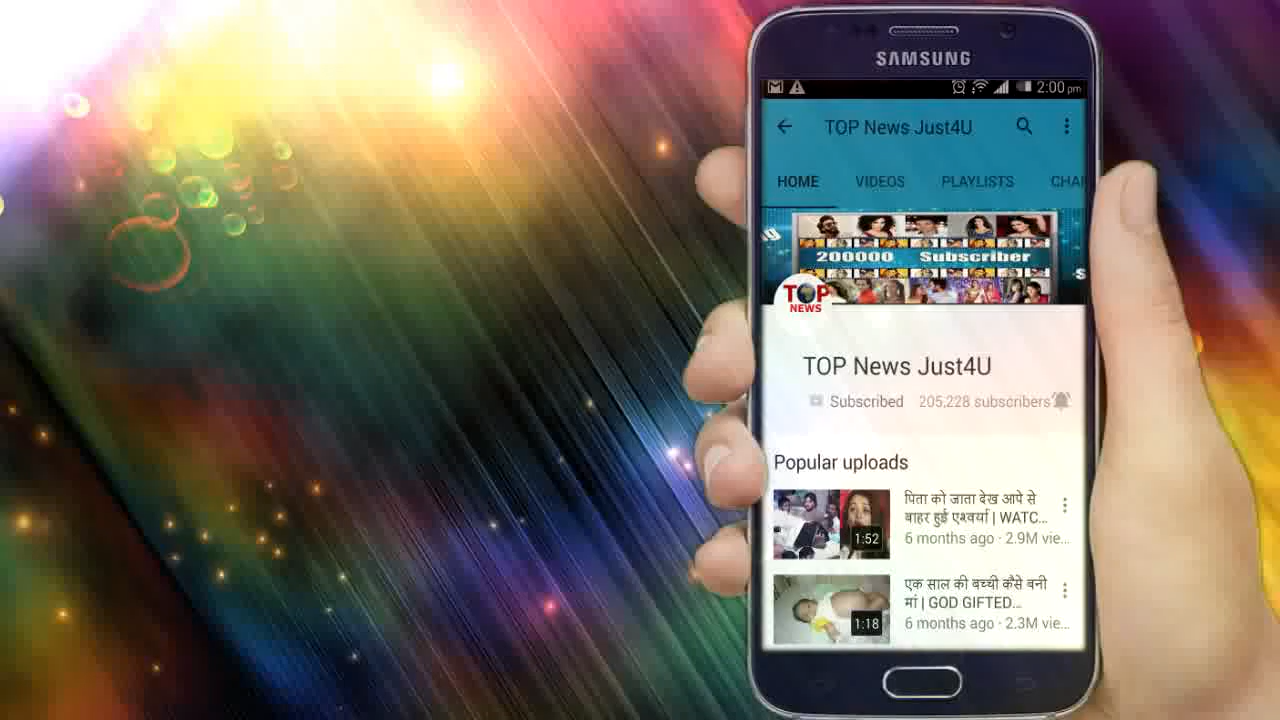 SAMSUNG
2:00 pm
TOP News Just4U
HOME VIDEOS PLAYLISTS CHA
200000 Subscriber
TOP
NEWS
TOP News Just4U
Subscribed 205,228 subscribers
Popular uploads
पिता को जाता देख आपे से
बाहर हुई एश्वर्या | WATC...
6 months ago · 2.9M vie...
1:52
एक साल की बच्ची कैसे बनी
मां | GOD GIFTED...
6 months ago · 2.3M vie...
1:18